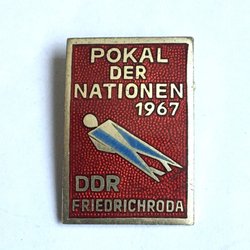 POKAL
DER
NATIONEN
1967
DDR
FRIEDRICHRODA